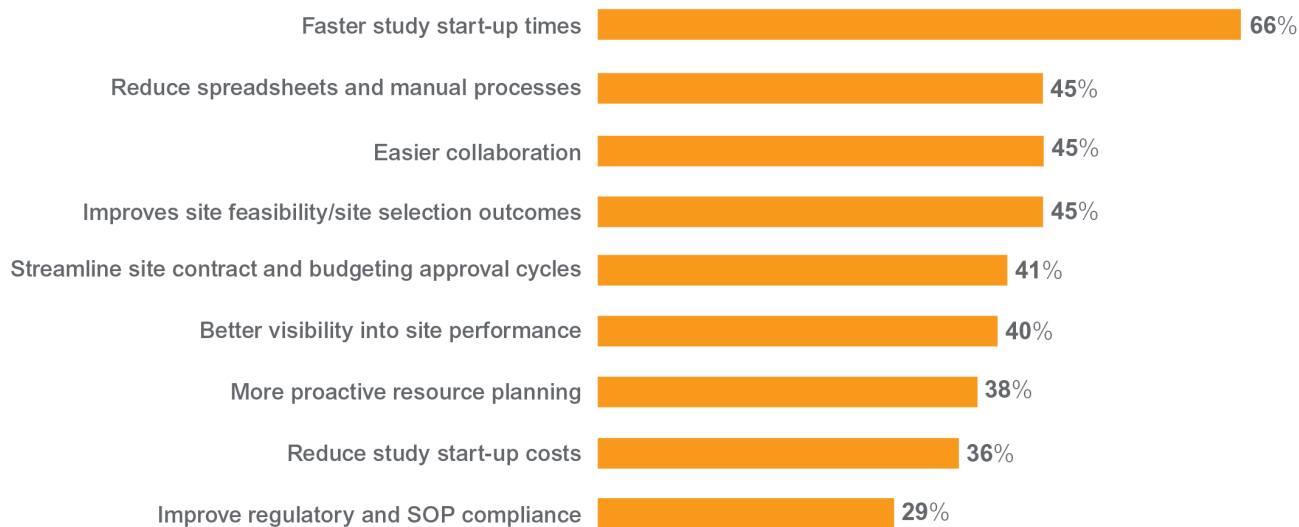 Faster study start-up times 66%
Reduce spreadsheets and manual processes 45%
Easier collaboration 45%
Improves site feasibility/site selection outcomes 45%
Streamline site contract and budgeting approval cycles 41%
Better visibility into site performance 40%
More proactive resource planning 38%
Reduce study start-up costs 36%
Improve regulatory and SOP compliance 29%